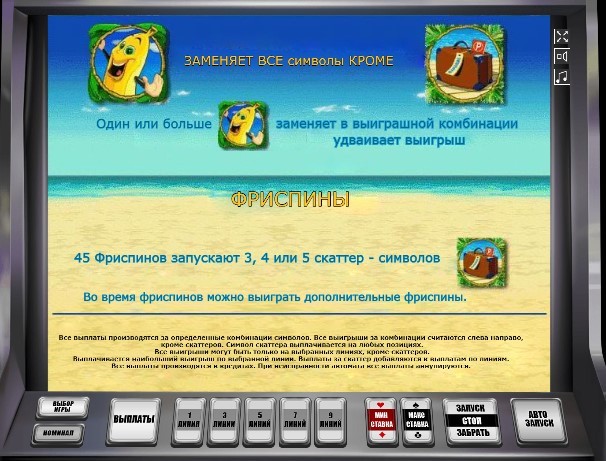 ЗАМЕНЯЕТ ВСЕ символы КРОМЕ
Один или больше заменяет в выиграшной комбинации
удваивает выигрыш
ФРИСПИНЫ
45 Фриспинов запускают 3, 4 или 5 скаттер - символов
Во время фриспинов можно выиграть дополнительные фриспины.
Все выплаты производятся за определенные комбинации символов. Все выигрыши за комбинации считаются слева направо,
кроме скаттеров. Символ скаттера выплачивается на любых позициях.
Все выигрыши могут быть только на выбранных линиях, кроме скаттеров.
Выплачивается наибольший выигрыш по выбранной линии. Выплаты за скаттер добавляются к выплатам по линиям.
Все выплаты производятся в кредитах. При неисправности автомата все выплаты аннулируются.
ВЫБОР
ИГРЫ
НОМИНАЛ
ВЫПЛАТЫ
1
ЛИНИЯ
3
ЛИНИИ
5
ЛИНИЙ
7
ЛИНИЙ
9
ЛИНИЙ
МИН
СТАВКА
МАКС
СТАВКА
ЗАПУСК
СТОП
ЗАБРАТЬ
АВТО
ЗАПУСК